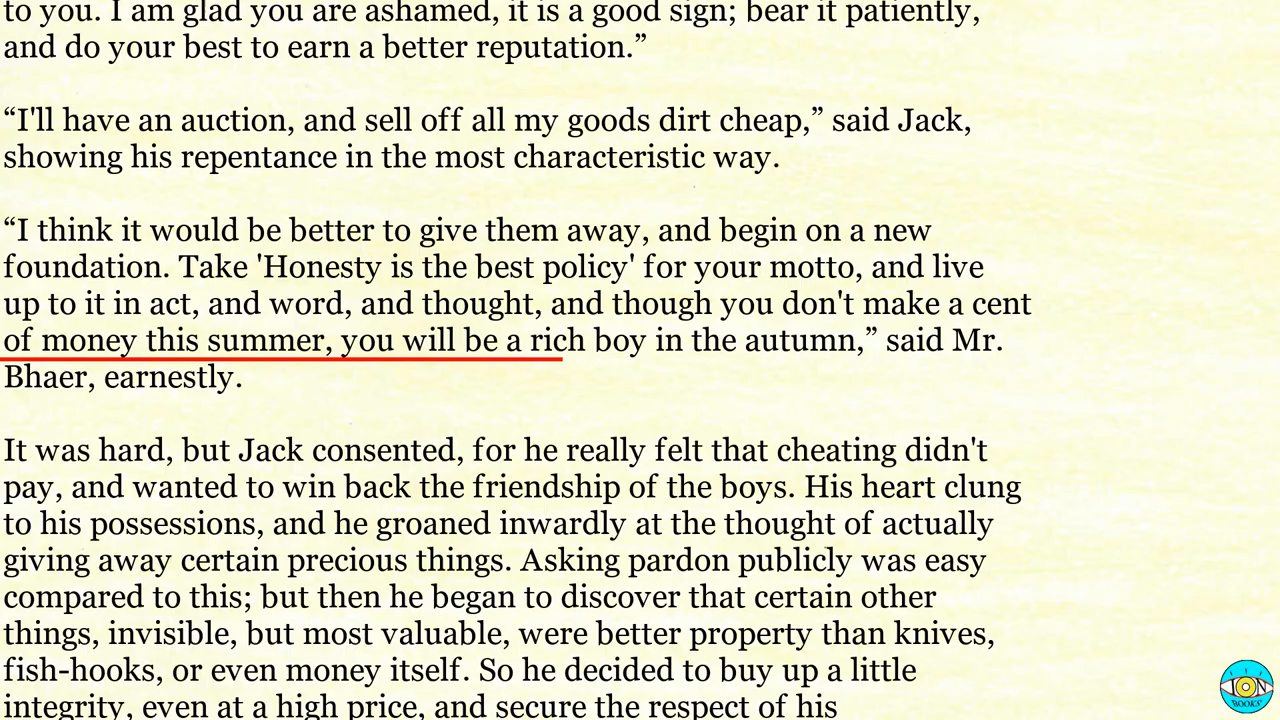 to you. I am glad you are ashamed, it is a good sign; bear it patiently,
and do your best to earn a better reputation.”
“I'll have an auction, and sell off all my goods dirt cheap,” said Jack,
showing his repentance in the most characteristic way.
“I think it would be better to give them away, and begin on a new
foundation. Take 'Honesty is the best policy' for your motto, and live
up to it in act, and word, and thought, and though you don't make a cent
of money this summer, you will be a rich boy in the autumn,” said Mr.
Bhaer, earnestly.
It was hard, but Jack consented, for he really felt that cheating didn't
pay, and wanted to win back the friendship of the boys. His heart clung
to his possessions, and he groaned inwardly at the thought of actually
giving away certain precious things. Asking pardon publicly was easy
compared to this; but then he began to discover that certain other
things, invisible, but most valuable, were better property than knives,
fish-hooks, or even money itself. So he decided to buy up a little
integrity, even at a high price, and secure the respect of his
ION
BOOKS